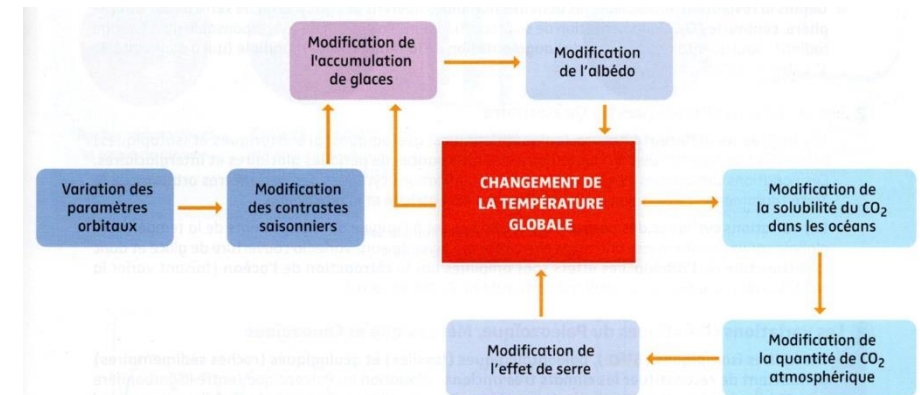 Modification de
l'accumulation
de glaces
Modification
de l'albédo
Variation des
paramètres
orbitaux
Modification
des contrastes
saisonniers
CHANGEMENT DE
LA TEMPÉRATURE
GLOBALE
Modification de
la solubilité du CO₂
dans les océans
Modification de
l'effet de serre
Modification de
la quantité de CO₂
atmosphérique